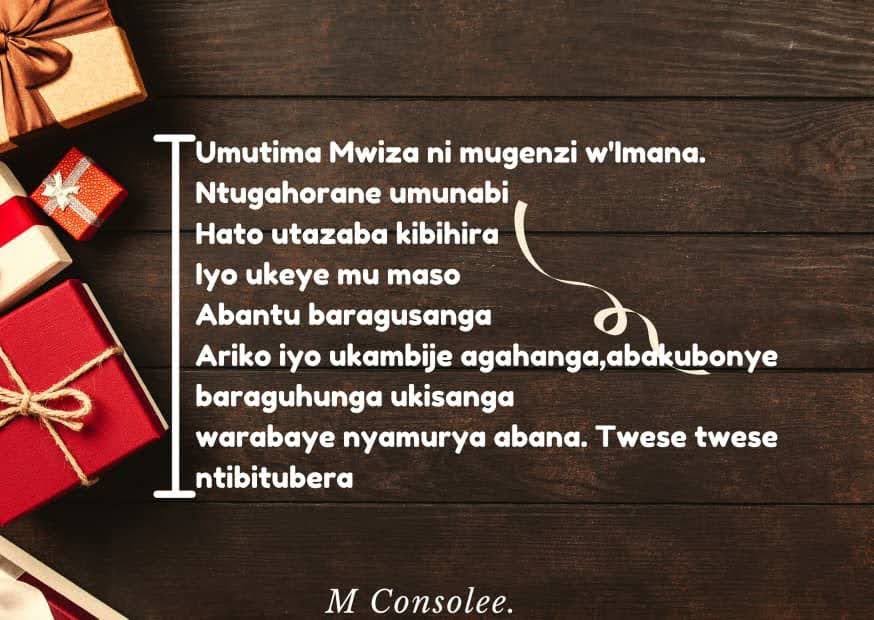 Umutima Mwiza ni mugenzi w'Imana.
Ntugahorane umunabi
Hato utazaba kibihira
Iyo ukeye mu maso
Abantu baragusanga
Ariko iyo ukambije agahanga,abakubonye
baraguhunga ukisanga
warabaye nyamurya abana. Twese twese
ntibitubera
M Consolee.